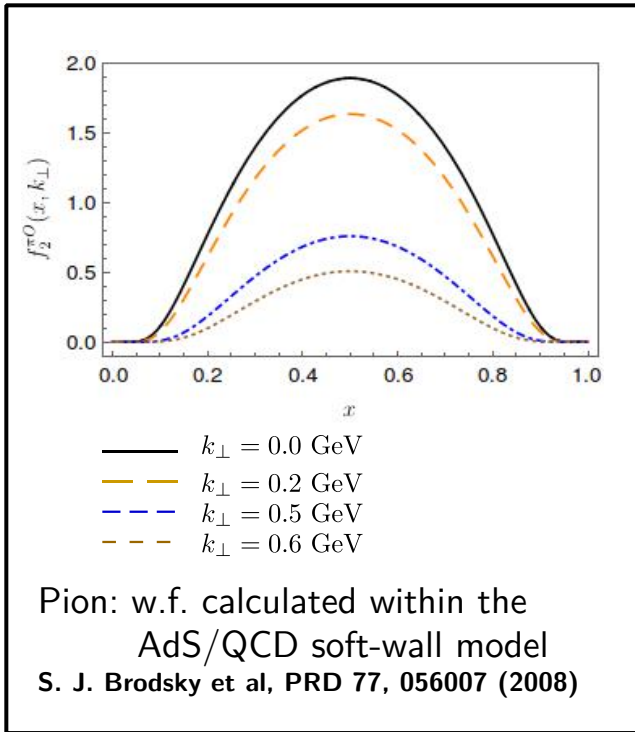 2.0
1.5
1.0
0.5
0.0
f_2^{πO}(x, k_⊥)
0.0 0.2 0.4 0.6 0.8 1.0
x
k_⊥ = 0.0 GeV
k_⊥ = 0.2 GeV
k_⊥ = 0.5 GeV
k_⊥ = 0.6 GeV
Pion: w.f. calculated within the
AdS/QCD soft-wall model
S. J. Brodsky et al, PRD 77, 056007 (2008)